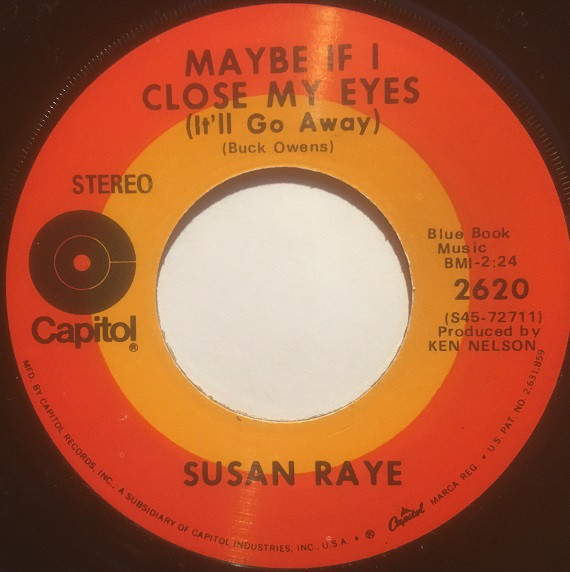 MAYBE IF I
CLOSE MY EYES
(It'll Go Away)
(Buck Owens)
STEREO
Capitol®
Blue Book
Music
BMI-2:24
2620
(S45-72711)
Produced by
KEN NELSON
SUSAN RAYE
MFD. BY CAPITOL RECORDS, INC., A SUBSIDIARY OF CAPITOL INDUSTRIES, INC., U.S.A. • ® Capitol MARCA REG. • U.S. PAT. NO. 2,631,859